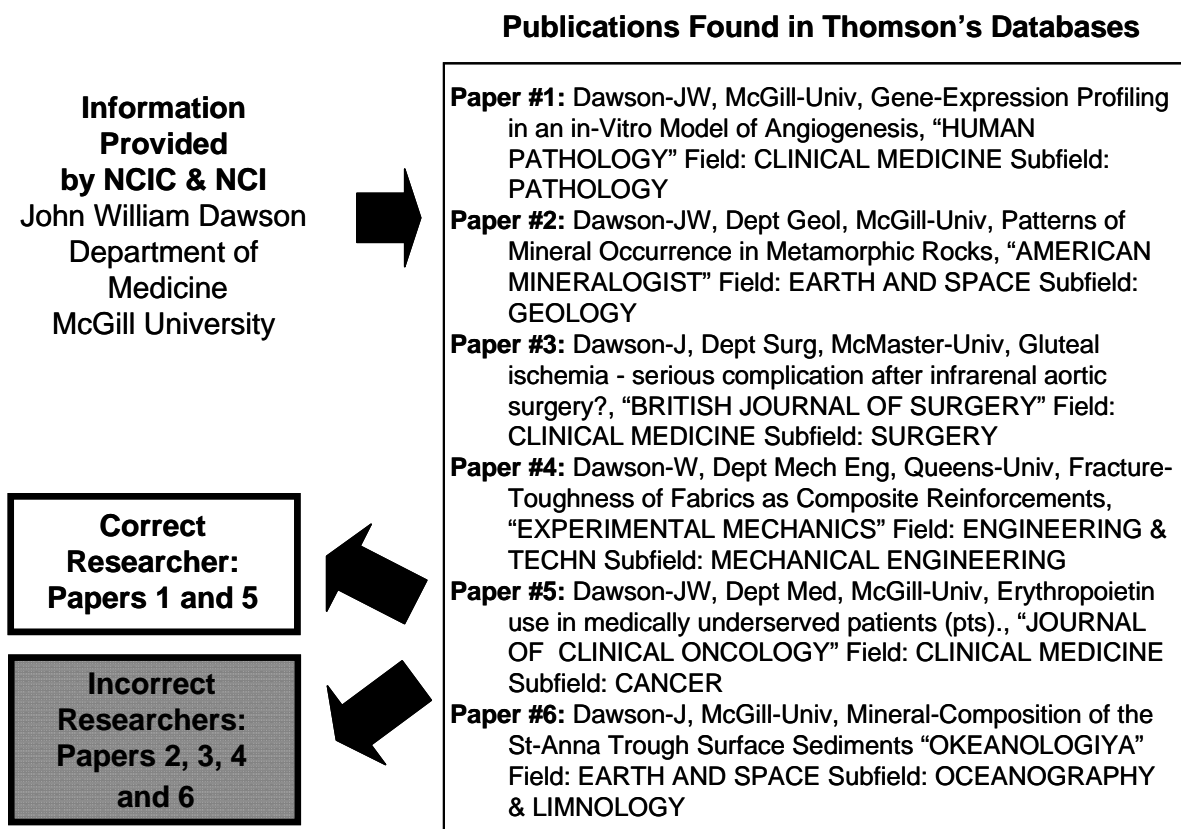 Publications Found in Thomson's Databases
Information
Provided
by NCIC & NCI
John William Dawson
Department of
Medicine
McGill University
Paper #1: Dawson-JW, McGill-Univ, Gene-Expression Profiling
in an in-Vitro Model of Angiogenesis, “HUMAN
PATHOLOGY” Field: CLINICAL MEDICINE Subfield:
PATHOLOGY
Paper #2: Dawson-JW, Dept Geol, McGill-Univ, Patterns of
Mineral Occurrence in Metamorphic Rocks, “AMERICAN
MINERALOGIST” Field: EARTH AND SPACE Subfield:
GEOLOGY
Paper #3: Dawson-J, Dept Surg, McMaster-Univ, Gluteal
ischemia - serious complication after infrarenal aortic
surgery?, “BRITISH JOURNAL OF SURGERY” Field:
CLINICAL MEDICINE Subfield: SURGERY
Paper #4: Dawson-W, Dept Mech Eng, Queens-Univ, Fracture-
Toughness of Fabrics as Composite Reinforcements,
“EXPERIMENTAL MECHANICS” Field: ENGINEERING &
TECHN Subfield: MECHANICAL ENGINEERING
Paper #5: Dawson-JW, Dept Med, McGill-Univ, Erythropoietin
use in medically underserved patients (pts)., “JOURNAL
OF CLINICAL ONCOLOGY” Field: CLINICAL MEDICINE
Subfield: CANCER
Paper #6: Dawson-J, McGill-Univ, Mineral-Composition of the
St-Anna Trough Surface Sediments “OKEANOLOGIYA”
Field: EARTH AND SPACE Subfield: OCEANOGRAPHY
& LIMNOLOGY
Correct
Researcher:
Papers 1 and 5
Incorrect
Researchers:
Papers 2, 3, 4
and 6